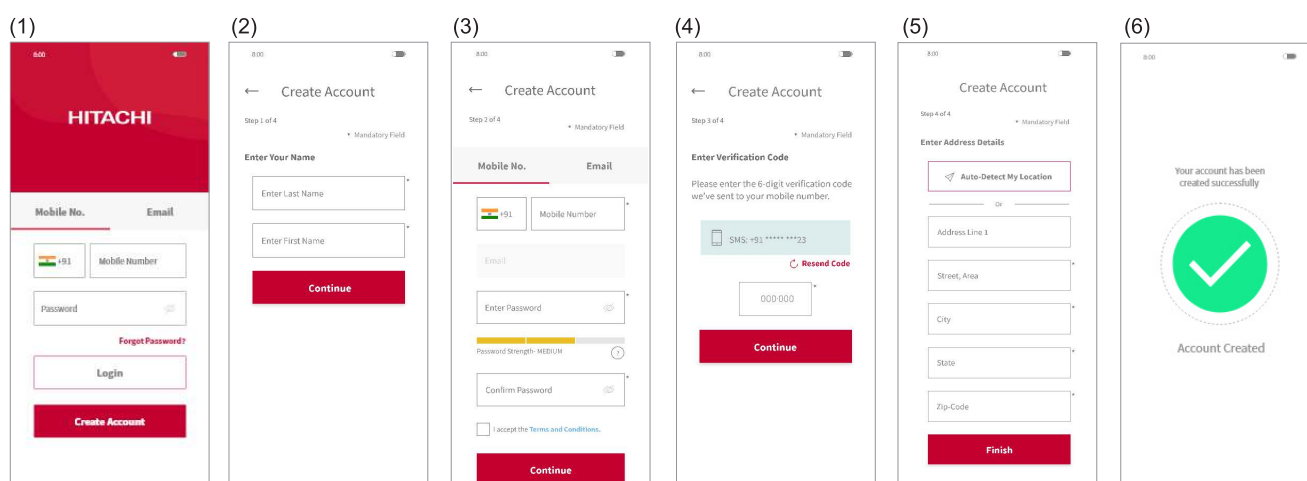 (1)
8:00
HITACHI
Mobile No. Email
+91 Mobile Number
Password
Forgot Password?
Login
Create Account
(2)
8:00
← Create Account
Step 1 of 4
* Mandatory Field
Enter Your Name
Enter Last Name *
Enter First Name *
Continue
(3)
8:00
← Create Account
Step 2 of 4
* Mandatory Field
Mobile No. Email
+91 Mobile Number *
Email
Enter Password *
Password Strength- MEDIUM ?
Confirm Password *
I accept the Terms and Conditions.
Continue
(4)
8:00
← Create Account
Step 3 of 4
* Mandatory Field
Enter Verification Code
Please enter the 6-digit verification code
we've sent to your mobile number.
SMS: +91 ***** ***23
Resend Code
000-000 *
Continue
(5)
8:00
Create Account
Step 4 of 4
* Mandatory Field
Enter Address Details
Auto-Detect My Location
Or
Address Line 1
Street, Area *
City *
State *
Zip-Code *
Finish
(6)
8:00
Your account has been
created successfully
Account Created